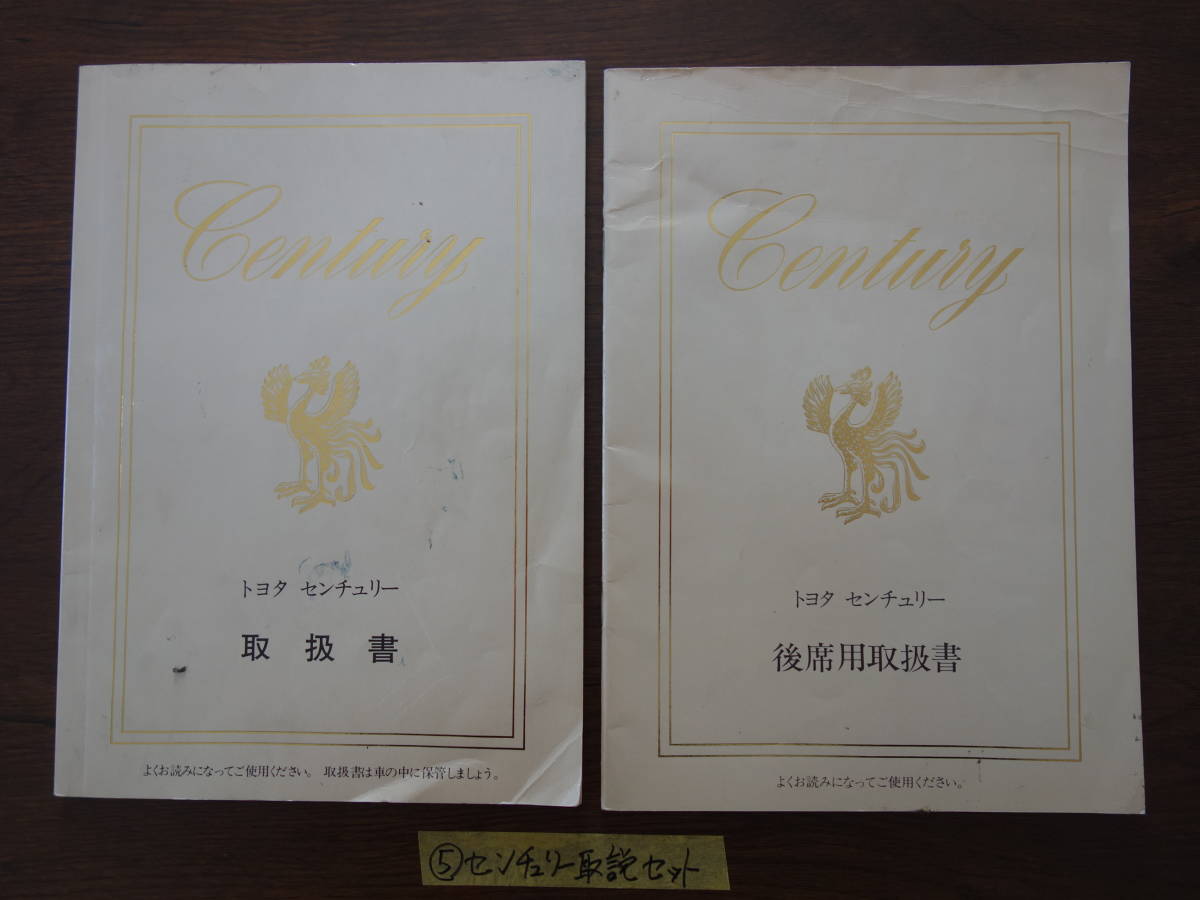 Century
トヨタ センチュリー
取扱書
よくお読みになってご使用ください。 取扱書は車の中に保管しましょう。
Century
トヨタ センチュリー
後席用取扱書
よくお読みになってご使用ください。
⑤センチュリー取説セット